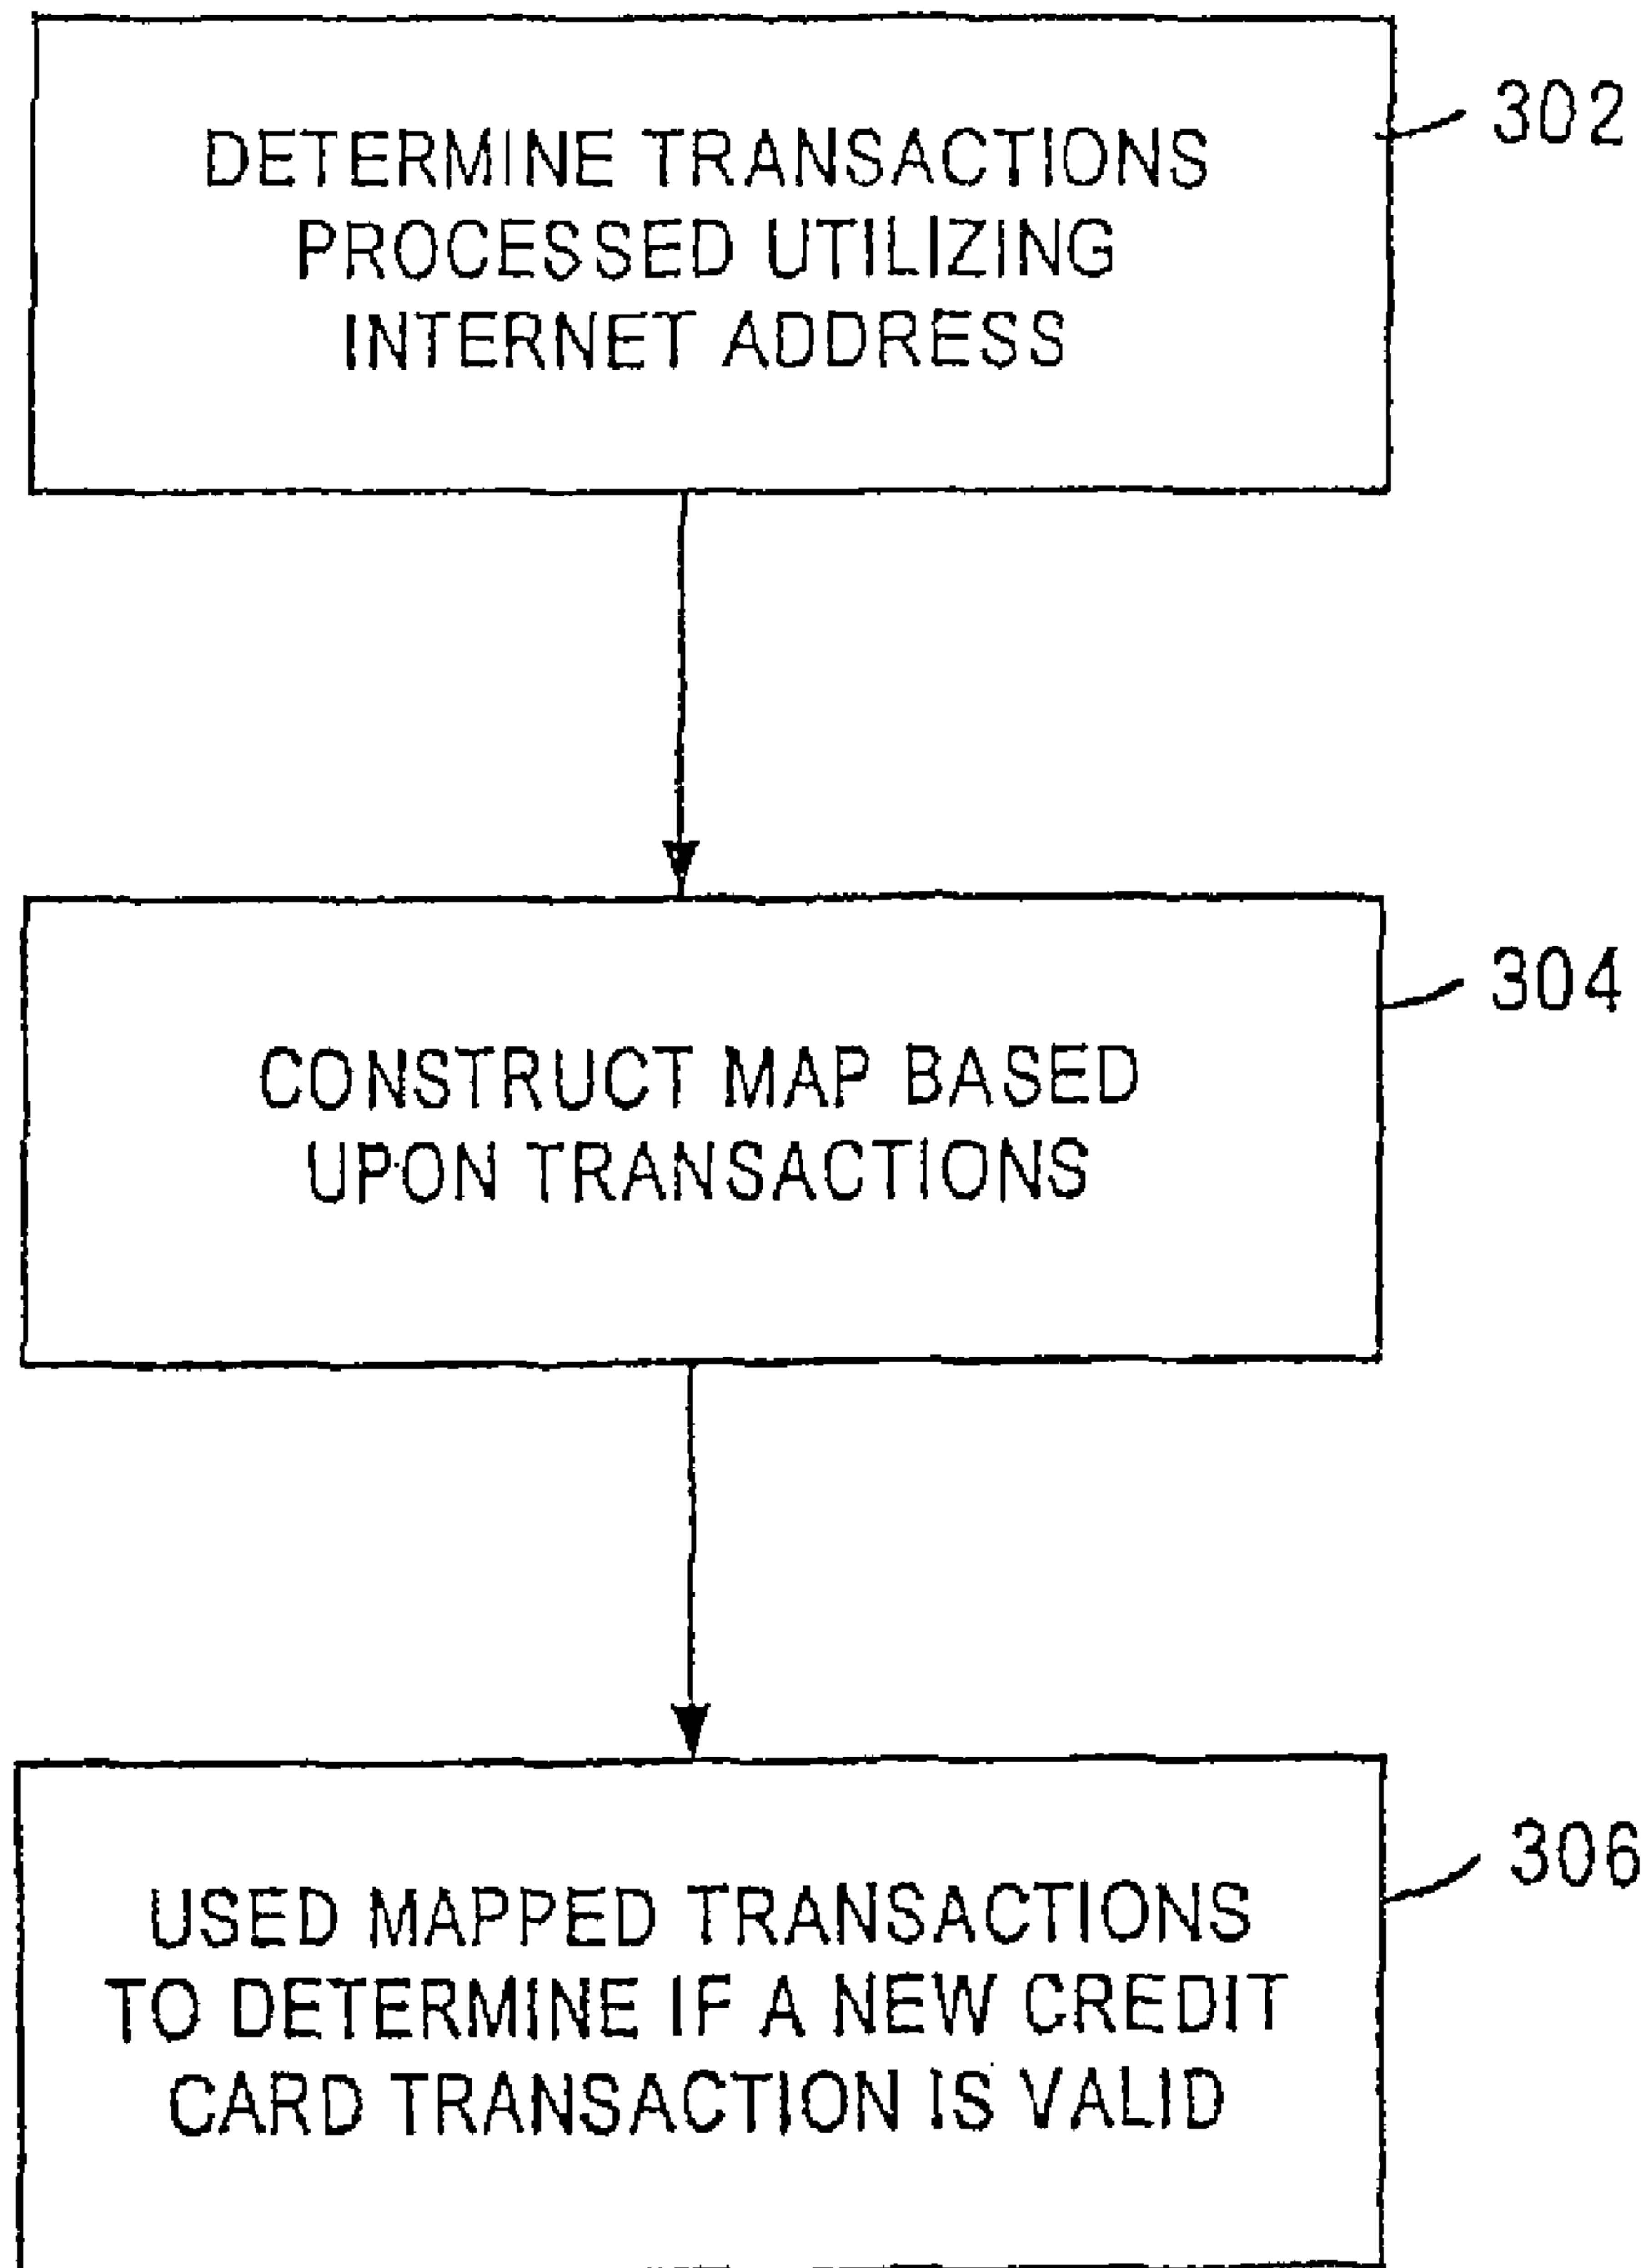 DETERMINE TRANSACTIONS
PROCESSED UTILIZING
INTERNET ADDRESS
302
CONSTRUCT MAP BASED
UPON TRANSACTIONS
304
USED MAPPED TRANSACTIONS
TO DETERMINE IF A NEW CREDIT
CARD TRANSACTION IS VALID
306